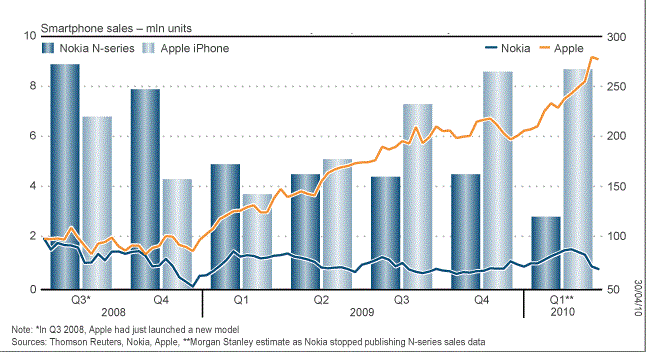 Smartphone sales – mln units
10 300
Nokia N-series Apple iPhone Nokia Apple
8 250
6 200
4 150
2 100
0 50
Q3* Q4 Q1 Q2 Q3 Q4 Q1**
2008 2009 2010
30/04/10
Note: *In Q3 2008, Apple had just launched a new model
Sources: Thomson Reuters, Nokia, Apple, **Morgan Stanley estimate as Nokia stopped publishing N-series sales data